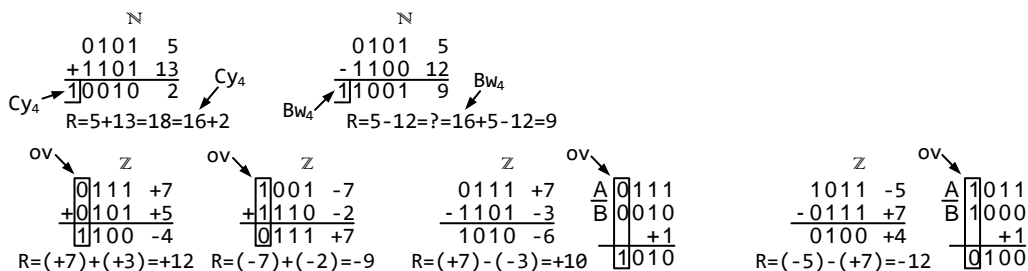 ℕ
0101 5
+1101 13
Cy₄ 1 0010 2 Cy₄
R=5+13=18=16+2
ℕ
0101 5
-1100 12
Bw₄ 1 1001 9 Bw₄
R=5-12=?=16+5-12=9
ov ℤ
0111 +7
+0101 +5
1100 -4
R=(+7)+(+3)=+12
ov ℤ
1001 -7
+1110 -2
0111 +7
R=(-7)+(-2)=-9
ℤ
0111 +7
-1101 -3
1010 -6
R=(+7)-(-3)=+10
ov
A 0111
B 0010
+1
1010
ℤ
1011 -5
-0111 +7
0100 +4
R=(-5)-(+7)=-12
ov
A 1011
B 1000
+1
0100